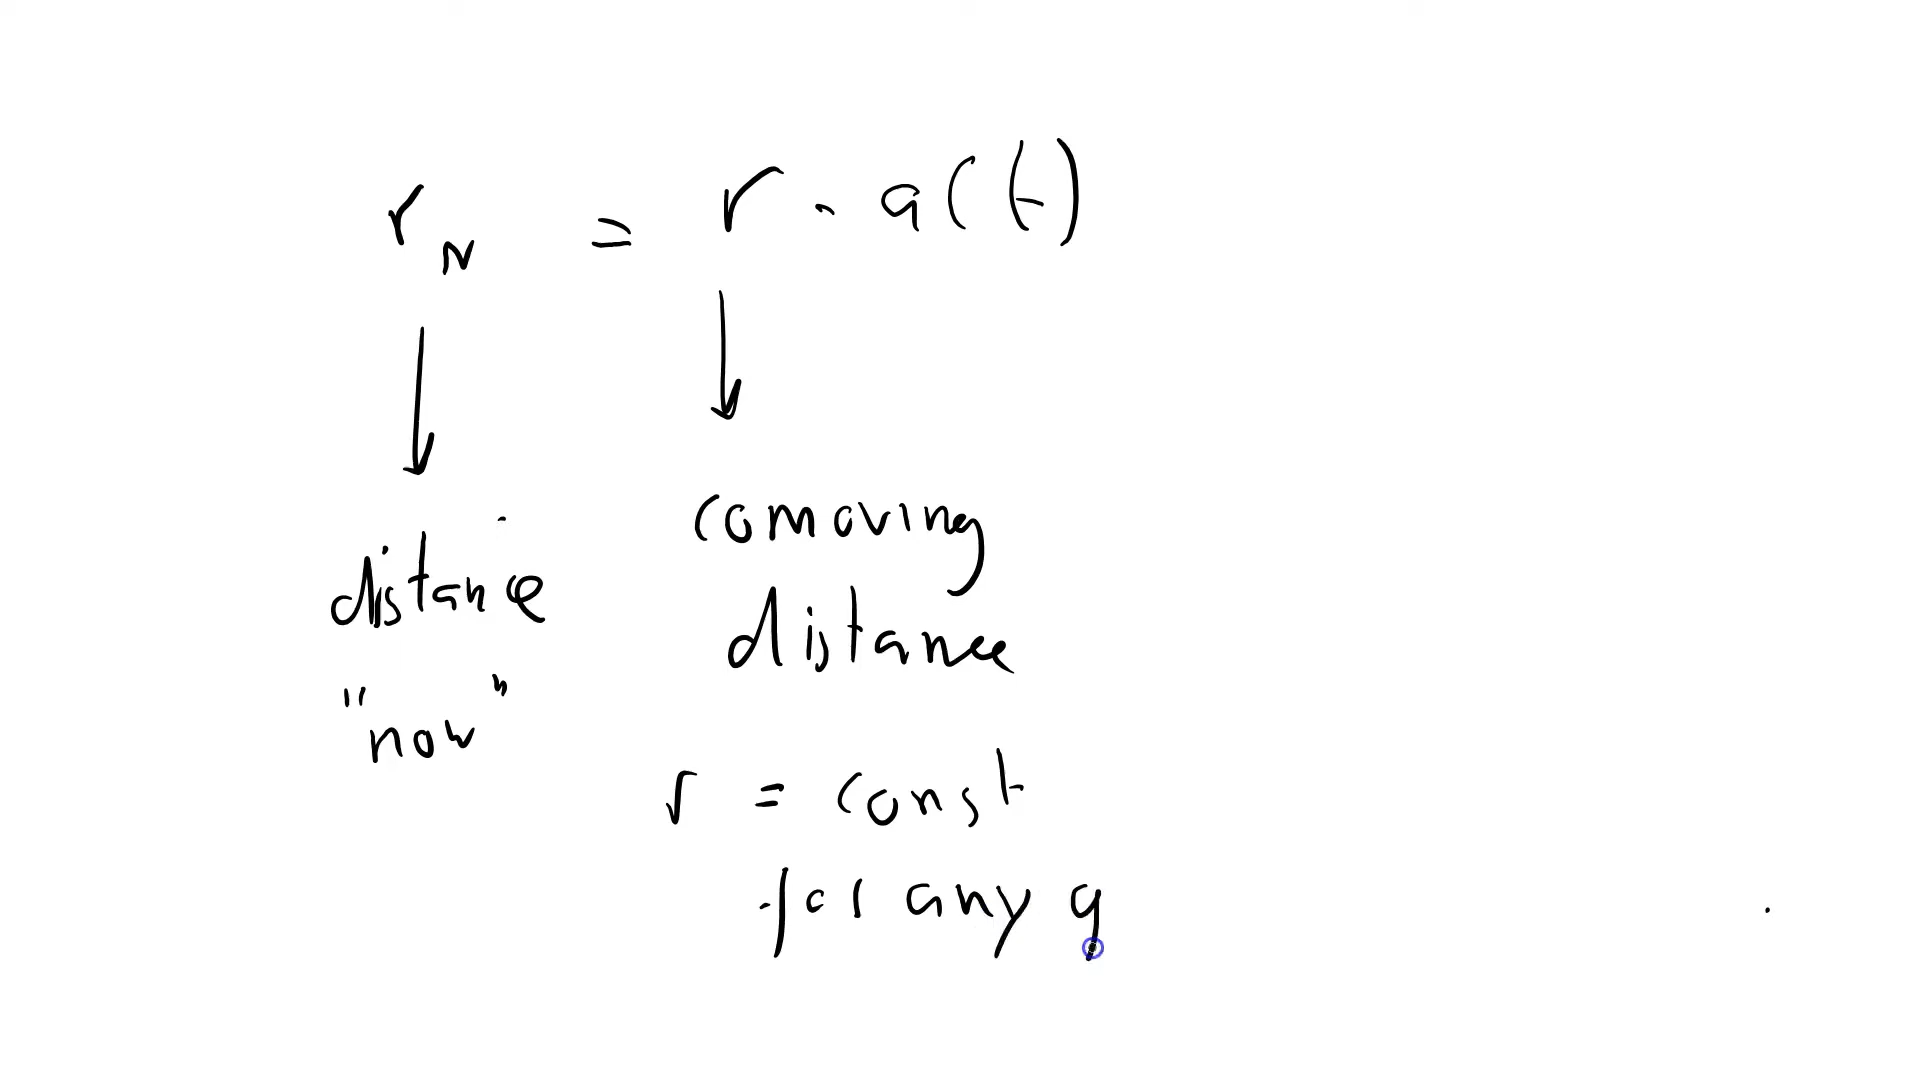 r_N = r · a(t)
distance
"now"
comoving
distance
r = const
for any g